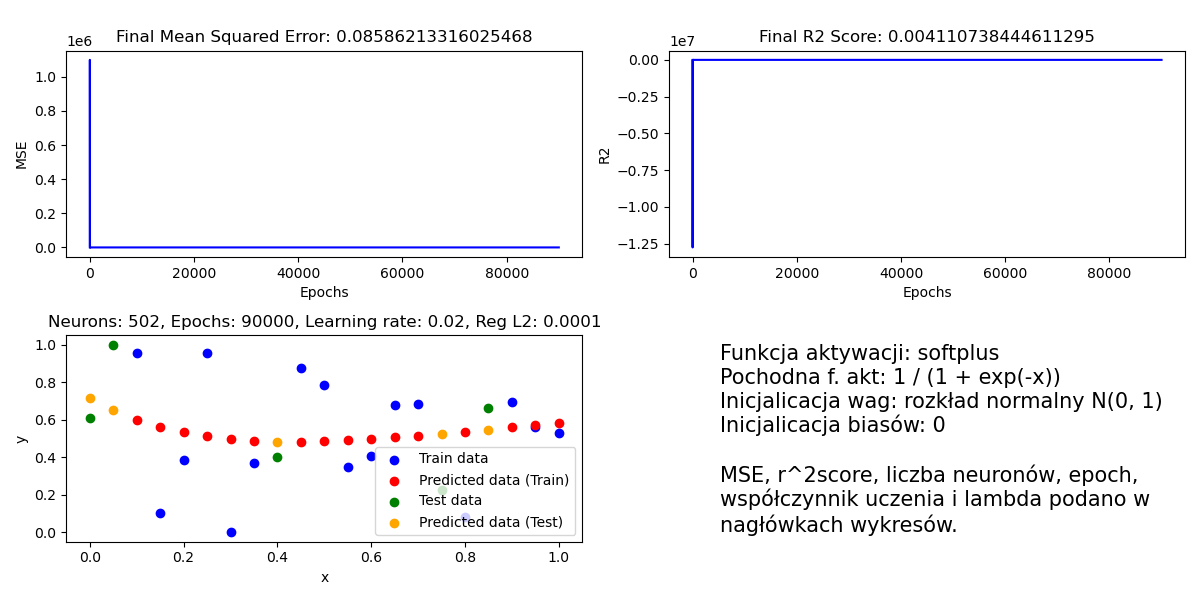 Final Mean Squared Error: 0.08586213316025468
1e6
1.0
0.8
0.6
0.4
0.2
0.0
MSE
0
20000
40000
60000
80000
Epochs
Final R2 Score: 0.004110738444611295
1e7
0.00
−0.25
−0.50
−0.75
−1.00
−1.25
R2
0
20000
40000
60000
80000
Epochs
Neurons: 502, Epochs: 90000, Learning rate: 0.02, Reg L2: 0.0001
1.0
0.8
0.6
0.4
0.2
0.0
y
Train data
Predicted data (Train)
Test data
Predicted data (Test)
0.0
0.2
0.4
0.6
0.8
1.0
x
Funkcja aktywacji: softplus
Pochodna f. akt: 1 / (1 + exp(-x))
Inicjalicacja wag: rozkład normalny N(0, 1)
Inicjalicacja biasów: 0
MSE, r^2score, liczba neuronów, epoch,
współczynnik uczenia i lambda podano w
nagłówkach wykresów.